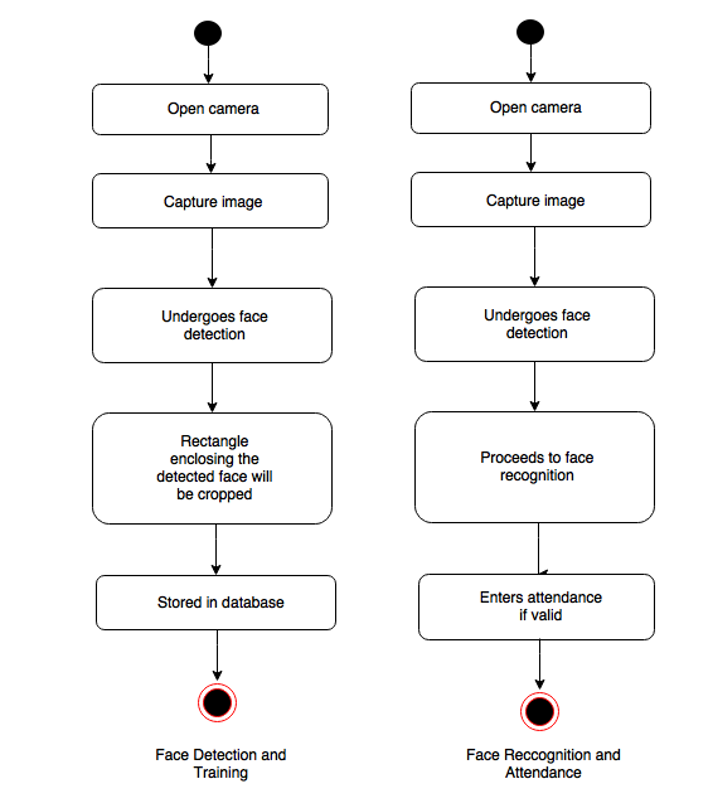 Open camera
Capture image
Undergoes face
detection
Rectangle
enclosing the
detected face will
be cropped
Stored in database
Face Detection and
Training
Open camera
Capture image
Undergoes face
detection
Proceeds to face
recognition
Enters attendance
if valid
Face Reccognition and
Attendance